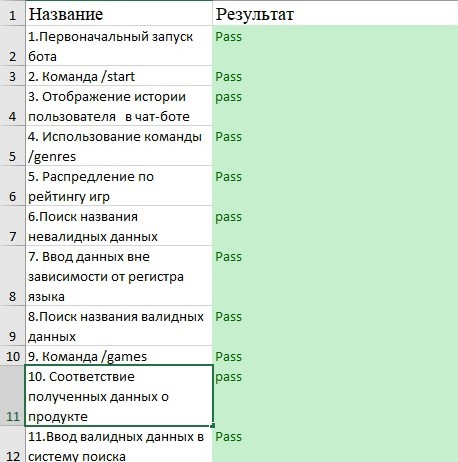 1 Название Результат
2 1.Первоначальный запуск Pass
бота
3 2. Команда /start Pass
4 3. Отображение истории pass
пользователя в чат-боте
5 4. Использование команды Pass
/genres
6 5. Распредление по Pass
рейтингу игр
7 6.Поиск названия pass
невалидных данных
8 7. Ввод данных вне Pass
зависимости от регистра
языка
9 8.Поиск названия валидных Pass
данных
10 9. Команда /games Pass
11 10. Соответствие pass
полученных данных о
продукте
12 11.Ввод валидных данных в Pass
систему поиска